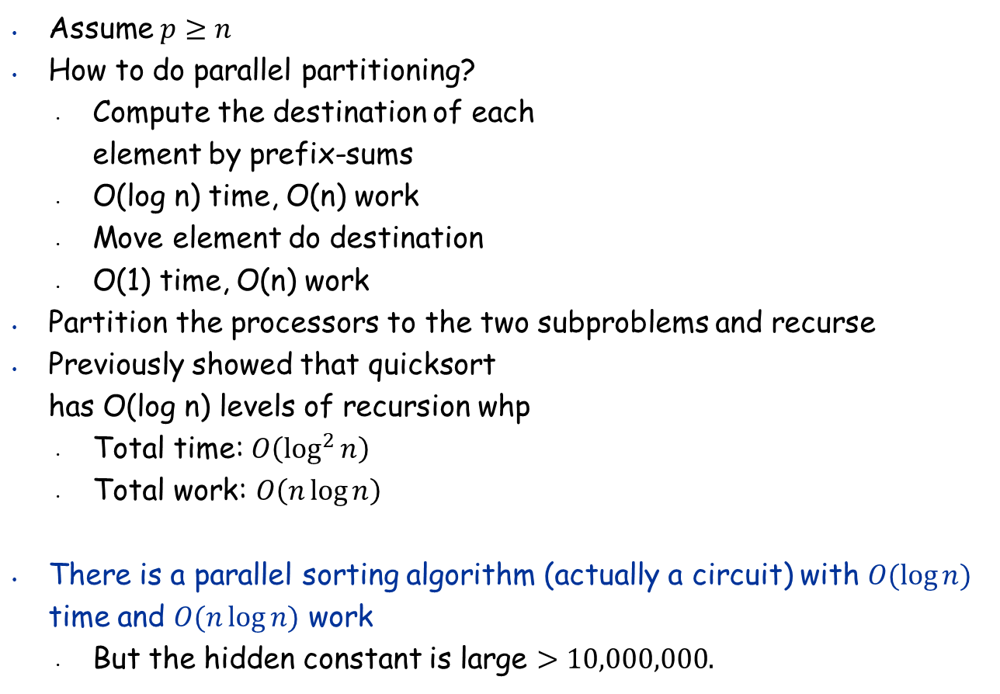 • Assume p ≥ n
• How to do parallel partitioning?
• Compute the destination of each
element by prefix-sums
• O(log n) time, O(n) work
• Move element do destination
• O(1) time, O(n) work
• Partition the processors to the two subproblems and recurse
• Previously showed that quicksort
has O(log n) levels of recursion whp
• Total time: O(log² n)
• Total work: O(n log n)
• There is a parallel sorting algorithm (actually a circuit) with O(log n)
time and O(n log n) work
• But the hidden constant is large > 10,000,000.